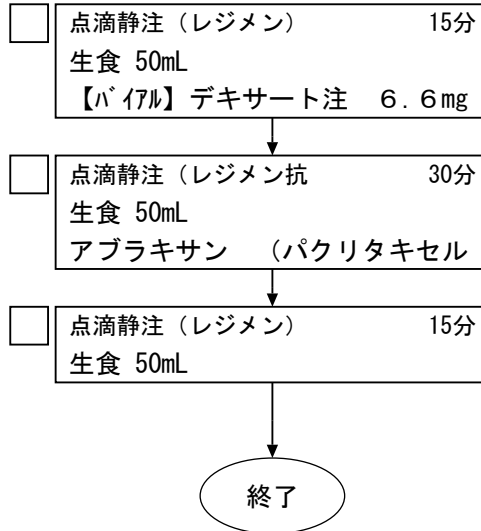 点滴静注（レジメン） 15分
生食 50mL
【バイアル】デキサート注　６.６mg
点滴静注（レジメン抗 30分
生食 50mL
アブラキサン　（パクリタキセル
点滴静注（レジメン） 15分
生食 50mL
終了